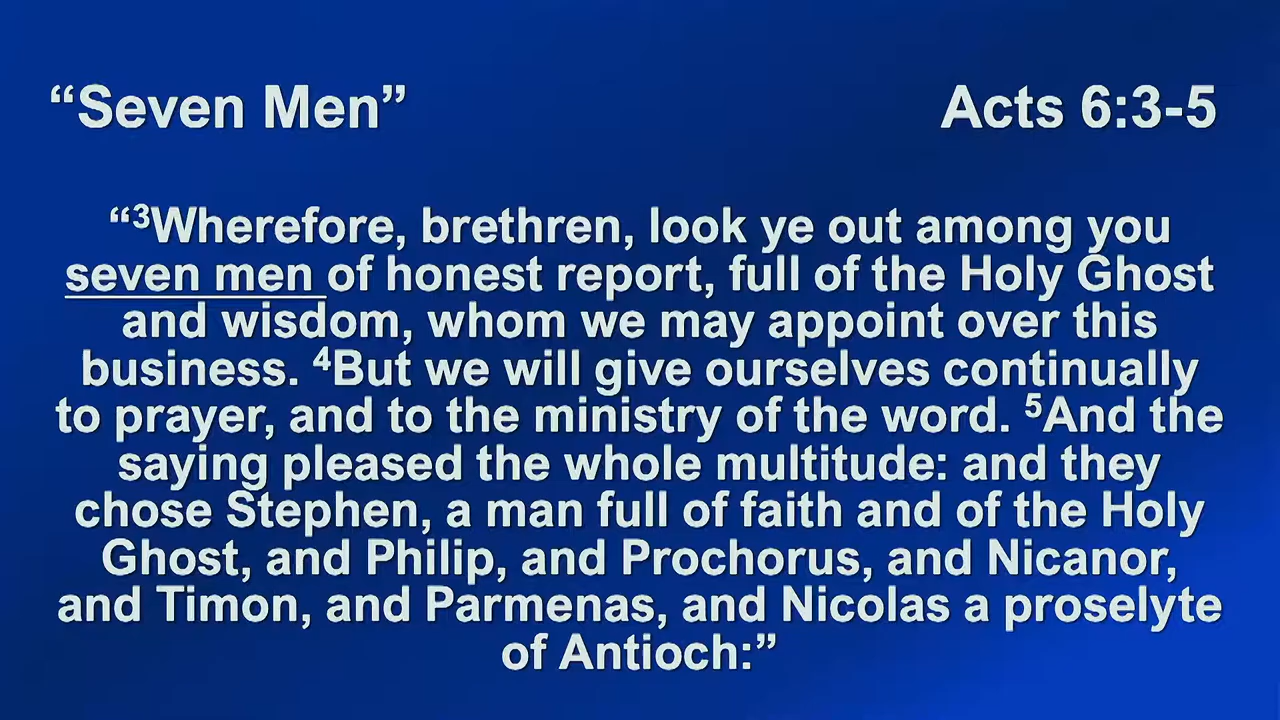 “Seven Men” Acts 6:3-5
“³Wherefore, brethren, look ye out among you
seven men of honest report, full of the Holy Ghost
and wisdom, whom we may appoint over this
business. ⁴But we will give ourselves continually
to prayer, and to the ministry of the word. ⁵And the
saying pleased the whole multitude: and they
chose Stephen, a man full of faith and of the Holy
Ghost, and Philip, and Prochorus, and Nicanor,
and Timon, and Parmenas, and Nicolas a proselyte
of Antioch:”